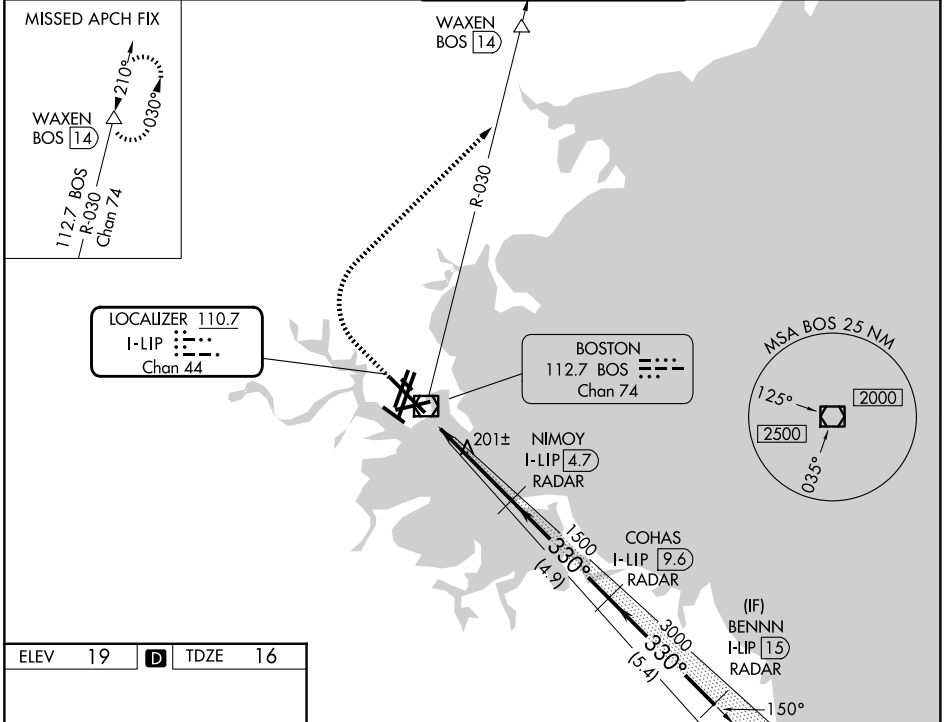 MISSED APCH FIX
210°
030°
WAXEN
BOS 14
112.7 BOS
R-030
Chan 74
WAXEN
BOS 14
R-030
LOCALIZER 110.7
I-LIP
Chan 44
BOSTON
112.7 BOS
Chan 74
MSA BOS 25 NM
125°
2000
2500
035°
201±
NIMOY
I-LIP 4.7
RADAR
1500
330°
(4.9)
COHAS
I-LIP 9.6
RADAR
3000
330°
(5.4)
(IF)
BENNN
I-LIP 15
RADAR
150°
ELEV 19 D TDZE 16